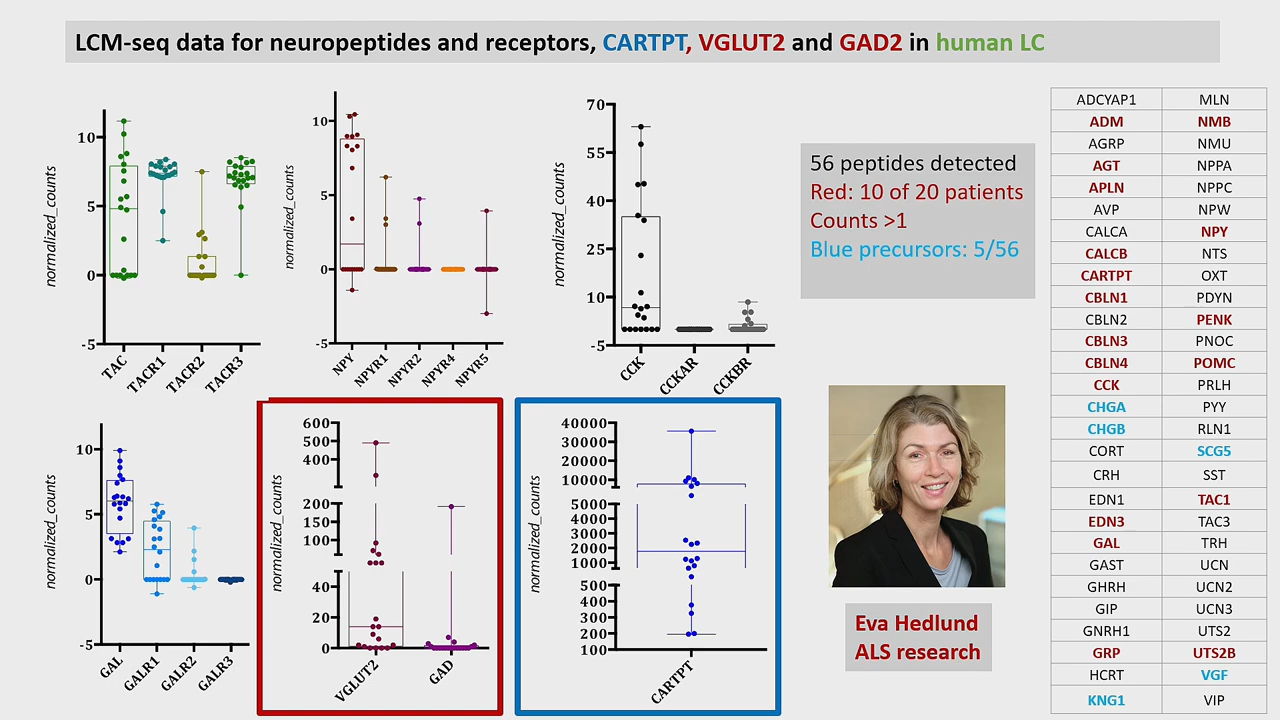 LCM-seq data for neuropeptides and receptors, CARTPT, VGLUT2 and GAD2 in human LC
normalized_counts
10
5
0
-5
TAC
TACR1
TACR2
TACR3
normalized_counts
10
5
0
-5
NPY
NPYR1
NPYR2
NPYR4
NPYR5
normalized_counts
70
55
40
25
10
-5
CCK
CCKAR
CCKBR
56 peptides detected
Red: 10 of 20 patients
Counts >1
Blue precursors: 5/56
normalized_counts
10
5
0
-5
GAL
GALR1
GALR2
GALR3
normalized_counts
600
500
400
200
150
100
40
20
0
VGLUT2
GAD
normalized_counts
40000
30000
20000
10000
5000
4000
3000
2000
1000
500
400
300
200
100
CARTPT
Eva Hedlund
ALS research
ADCYAP1 MLN
ADM NMB
AGRP NMU
AGT NPPA
APLN NPPC
AVP NPW
CALCA NPY
CALCB NTS
CARTPT OXT
CBLN1 PDYN
CBLN2 PENK
CBLN3 PNOC
CBLN4 POMC
CCK PRLH
CHGA PYY
CHGB RLN1
CORT SCG5
CRH SST
EDN1 TAC1
EDN3 TAC3
GAL TRH
GAST UCN
GHRH UCN2
GIP UCN3
GNRH1 UTS2
GRP UTS2B
HCRT VGF
KNG1 VIP